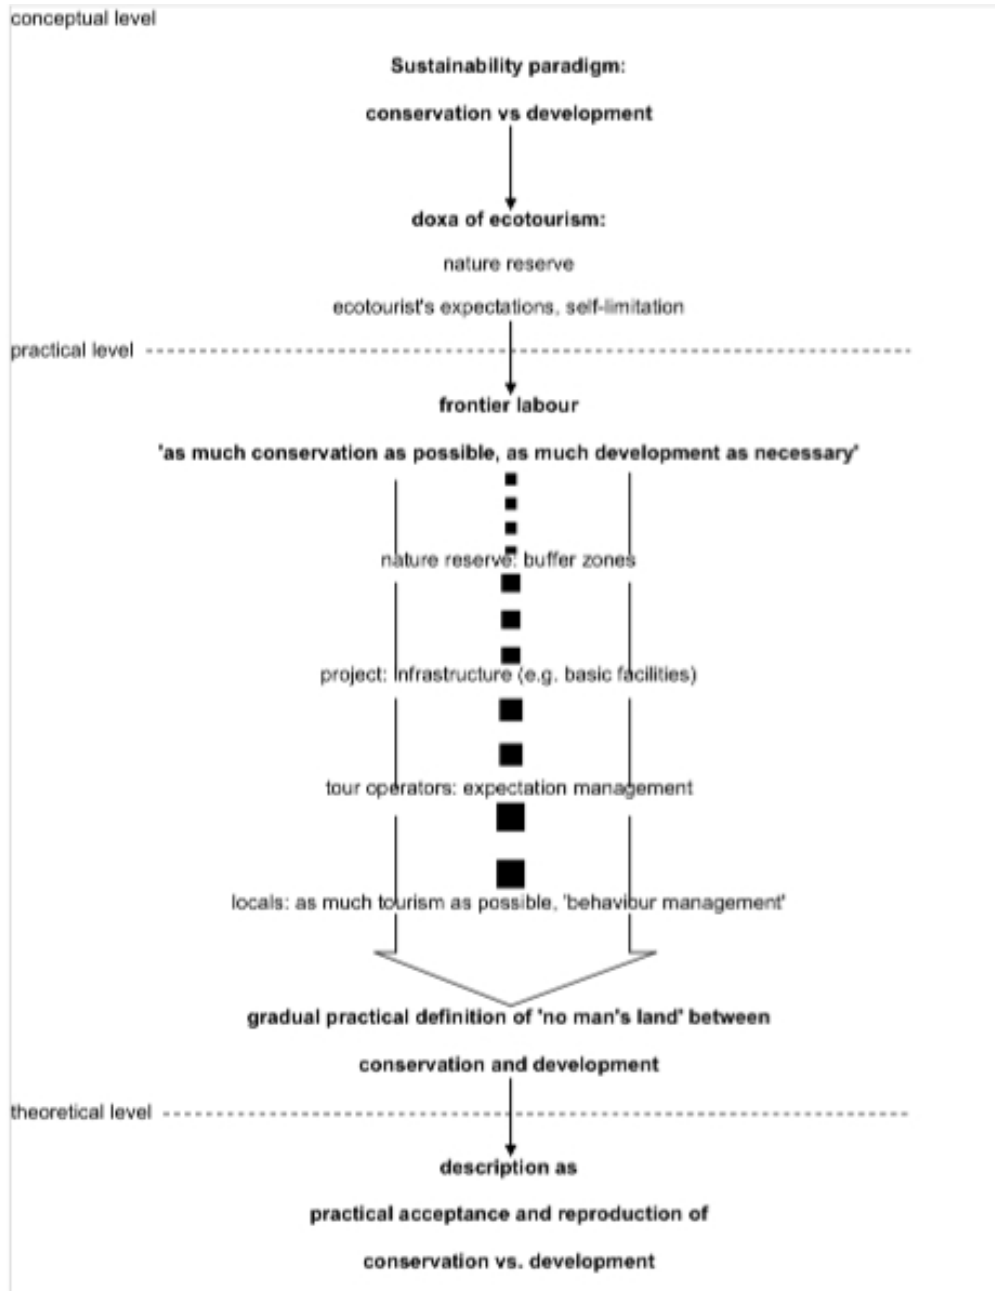 conceptual level
Sustainability paradigm:
conservation vs development
doxa of ecotourism:
nature reserve
ecotourist's expectations, self-limitation
practical level
frontier labour
'as much conservation as possible, as much development as necessary'
nature reserve: buffer zones
project: infrastructure (e.g. basic facilities)
tour operators: expectation management
locals: as much tourism as possible, 'behaviour management'
gradual practical definition of 'no man's land' between
conservation and development
theoretical level
description as
practical acceptance and reproduction of
conservation vs. development